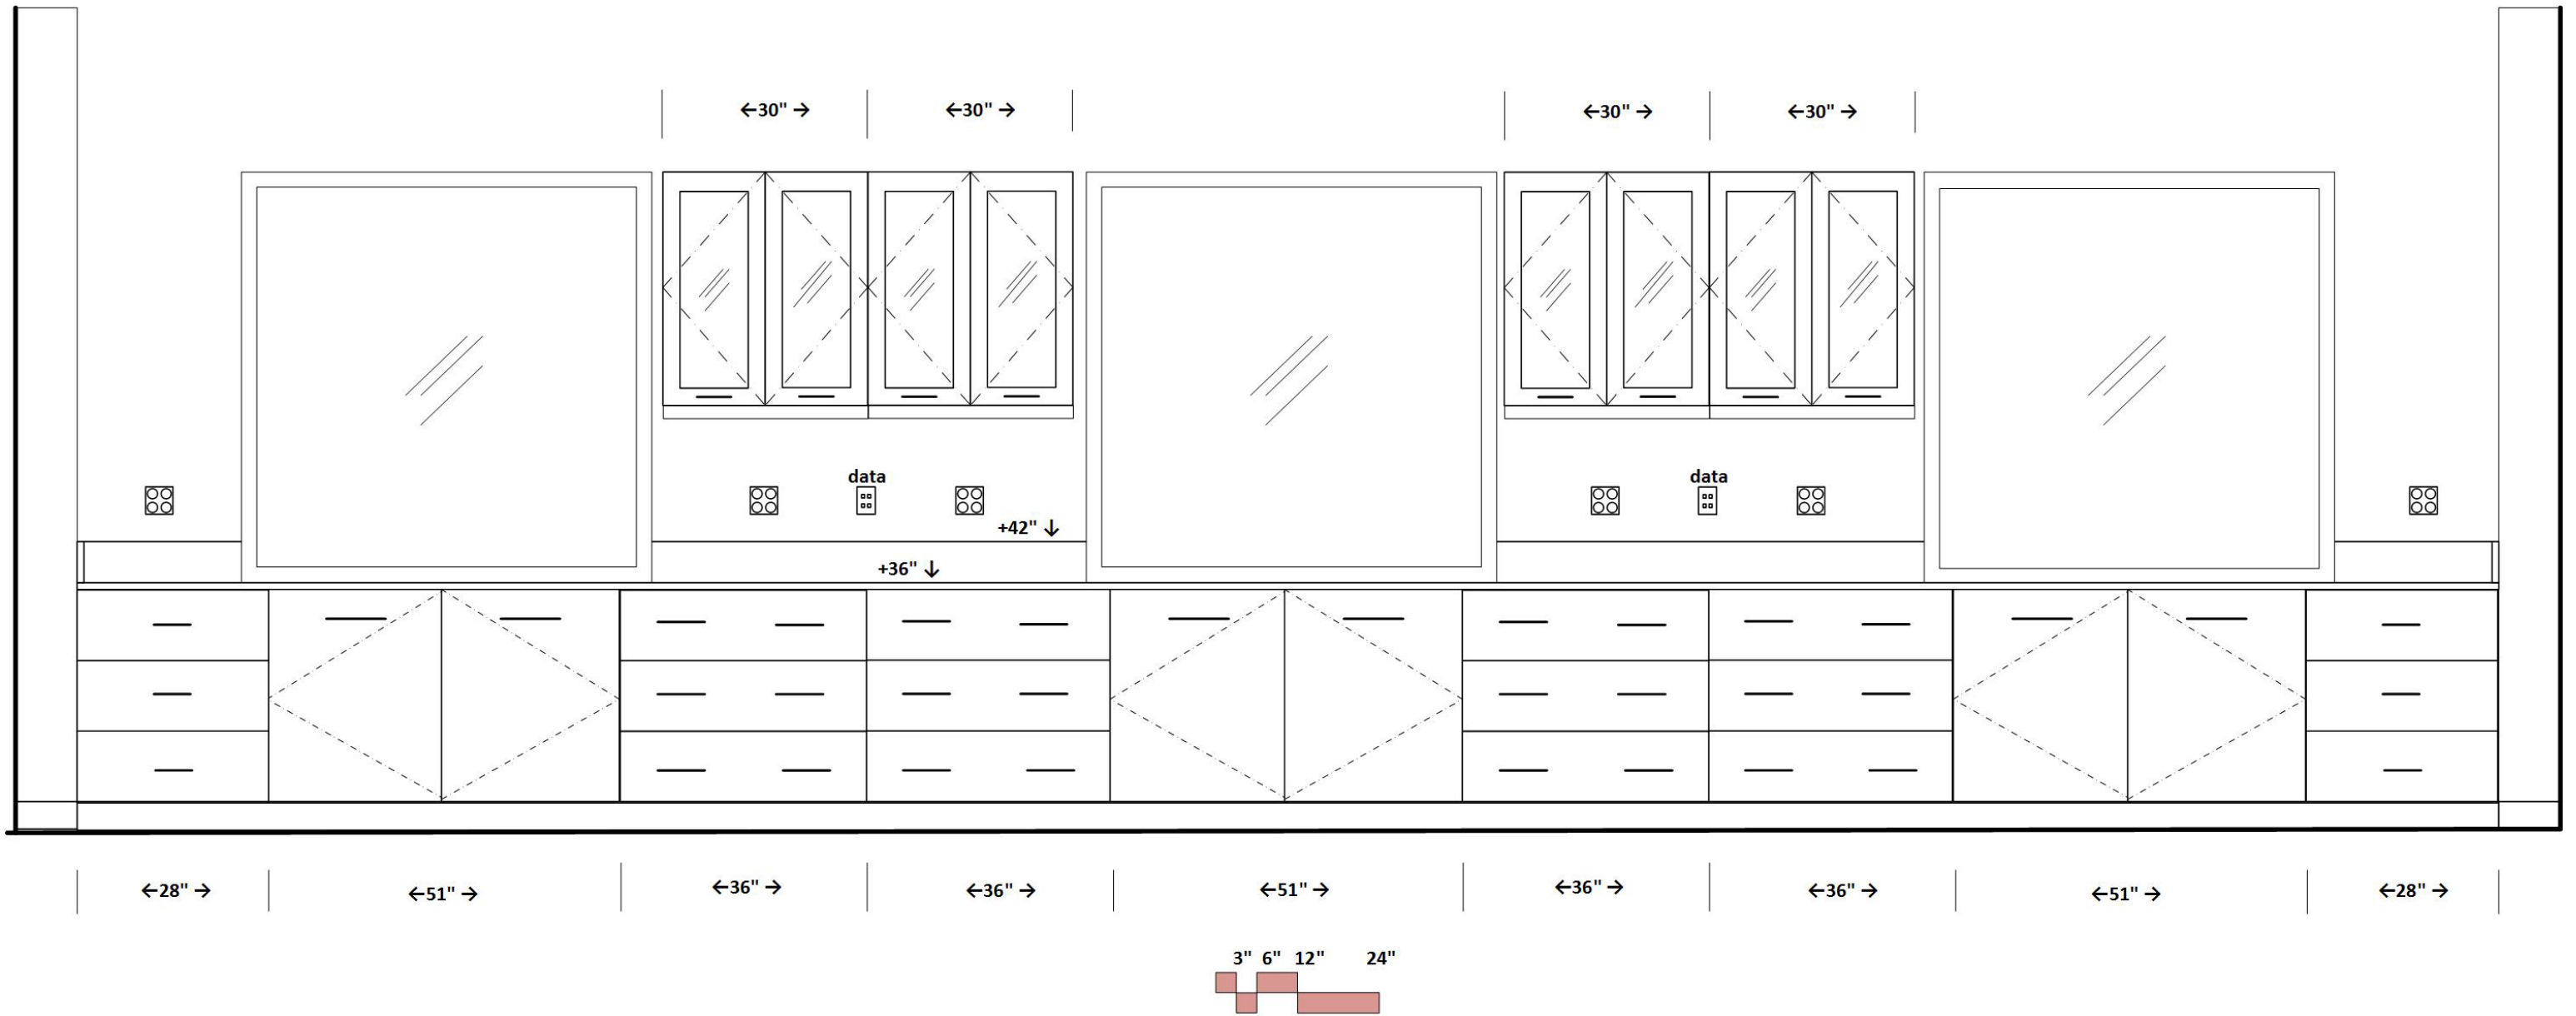 ←30" → ←30" → ←30" → ←30" →
data data
+42" ↓
+36" ↓
←28" → ←51" → ←36" → ←36" → ←51" → ←36" → ←36" → ←51" → ←28" →
3" 6" 12" 24"